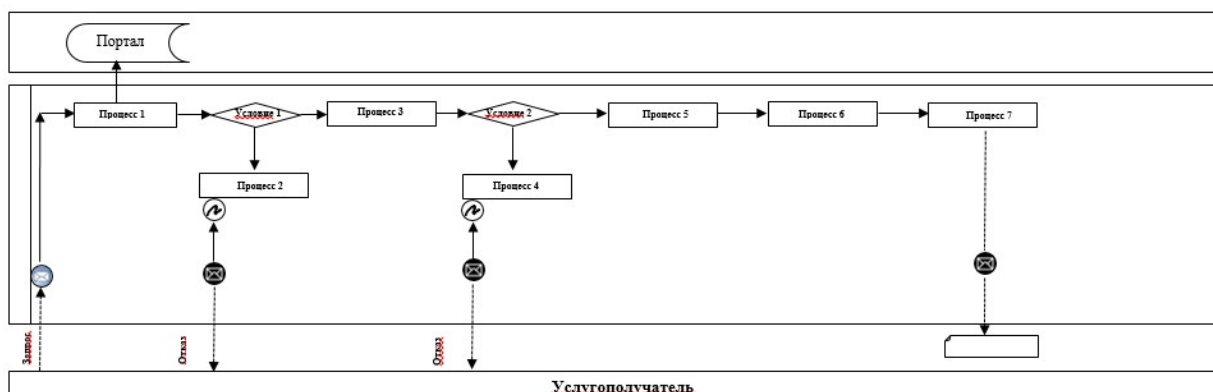 Портал
Процесс 1
Условие 1
Процесс 3
Условие 2
Процесс 5
Процесс 6
Процесс 7
Процесс 2
Процесс 4
Запрос
Отказ
Отказ
Услугополучатель